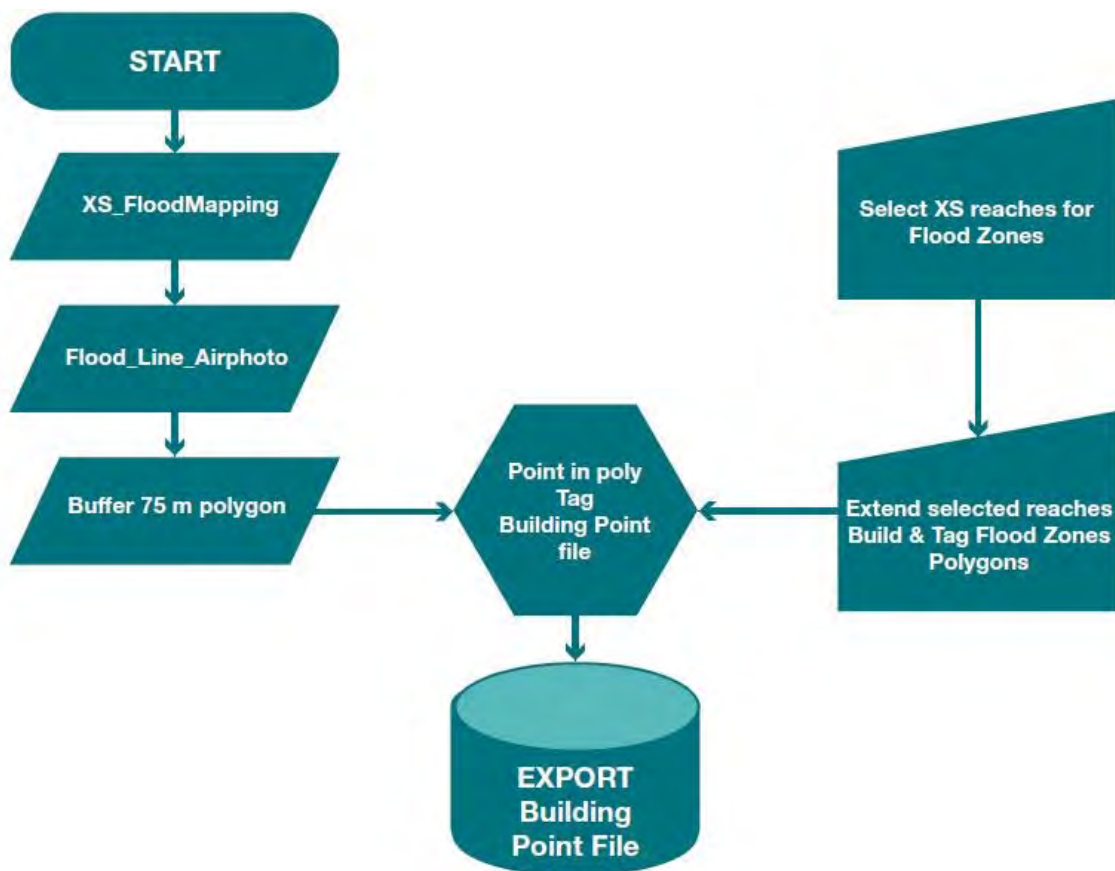 START
XS_FloodMapping
Flood_Line_Airphoto
Buffer 75 m polygon
Select XS reaches for
Flood Zones
Extend selected reaches
Build & Tag Flood Zones
Polygons
Point in poly
Tag
Building Point
file
EXPORT
Building
Point File